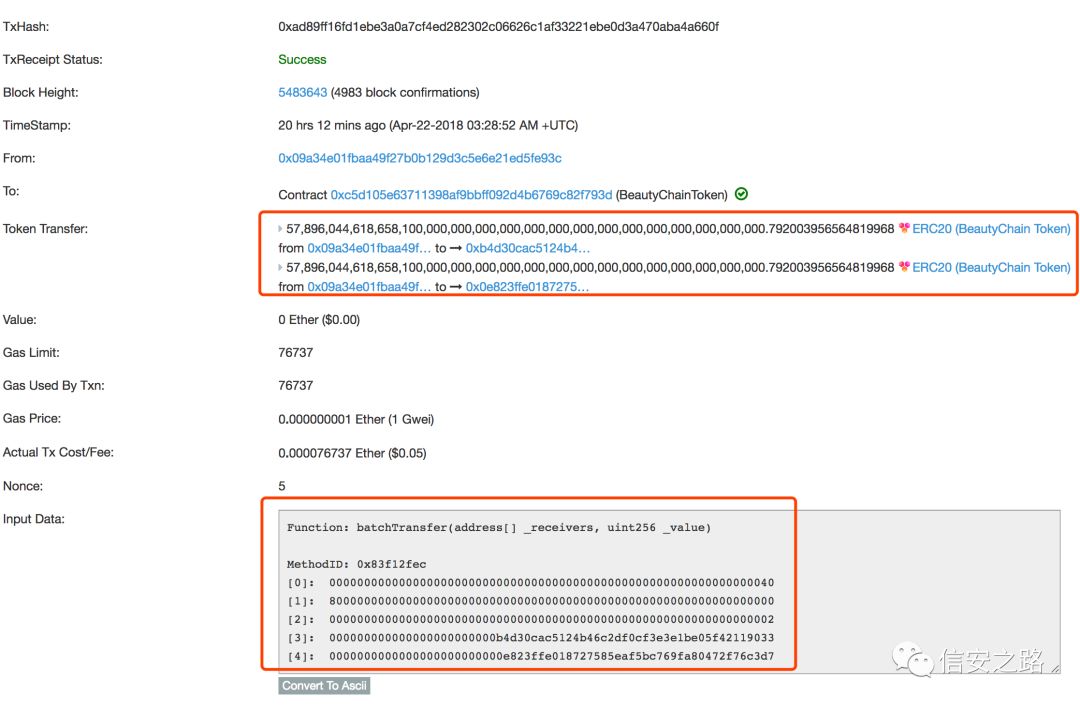 TxHash: 0xad89ff16fd1ebe3a0a7cf4ed282302c06626c1af33221ebe0d3a470aba4a660f
TxReceipt Status: Success
Block Height: 5483643 (4983 block confirmations)
TimeStamp: 20 hrs 12 mins ago (Apr-22-2018 03:28:52 AM +UTC)
From: 0x09a34e01fbaa49f27b0b129d3c5e6e21ed5fe93c
To: Contract 0xc5d105e63711398af9bbff092d4b6769c82f793d (BeautyChainToken)
Token Transfer: 57,896,044,618,658,100,000,000,000,000,000,000,000,000,000,000,000,000,000,000.792003956564819968 ERC20 (BeautyChain Token)
from 0x09a34e01fbaa49f... to → 0xb4d30cac5124b4...
57,896,044,618,658,100,000,000,000,000,000,000,000,000,000,000,000,000,000,000.792003956564819968 ERC20 (BeautyChain Token)
from 0x09a34e01fbaa49f... to → 0x0e823ffe0187275...
Value: 0 Ether ($0.00)
Gas Limit: 76737
Gas Used By Txn: 76737
Gas Price: 0.000000001 Ether (1 Gwei)
Actual Tx Cost/Fee: 0.000076737 Ether ($0.05)
Nonce: 5
Input Data:
Function: batchTransfer(address[] _receivers, uint256 _value)
MethodID: 0x83f12fec
[0]: 0000000000000000000000000000000000000000000000000000000000000040
[1]: 8000000000000000000000000000000000000000000000000000000000000000
[2]: 0000000000000000000000000000000000000000000000000000000000000002
[3]: 000000000000000000000000b4d30cac5124b46c2df0cf3e3e1be05f42119033
[4]: 0000000000000000000000000e823ffe018727585eaf5bc769fa80472f76c3d7
信安之路
Convert To Ascii